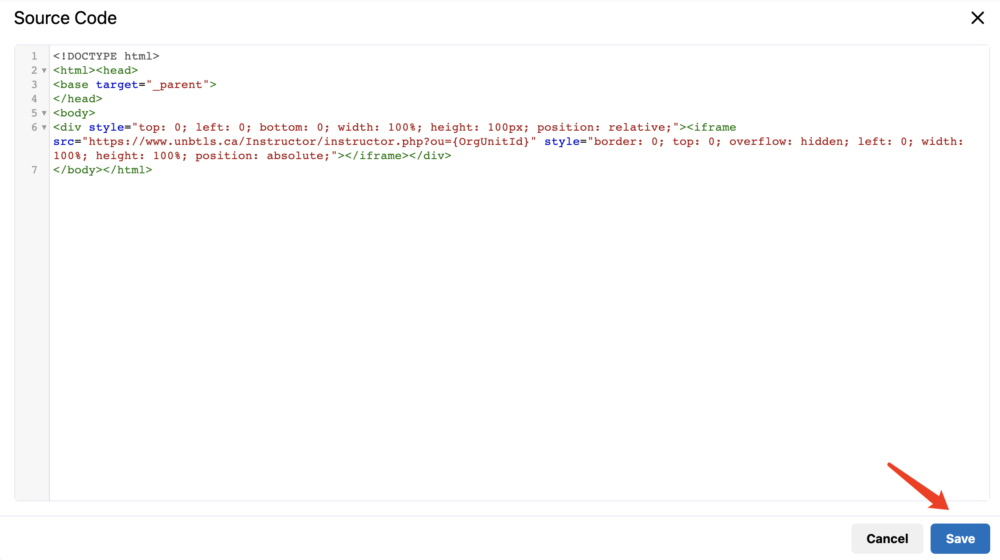 Source Code
1 <!DOCTYPE html>
2 <html><head>
3 <base target="_parent">
4 </head>
5 <body>
6 <div style="top: 0; left: 0; bottom: 0; width: 100%; height: 100px; position: relative;"><iframe
src="https://www.unbtls.ca/Instructor/instructor.php?ou={OrgUnitId}" style="border: 0; top: 0; overflow: hidden; left: 0; width:
100%; height: 100%; position: absolute;"></iframe></div>
7 </body></html>
Cancel
Save